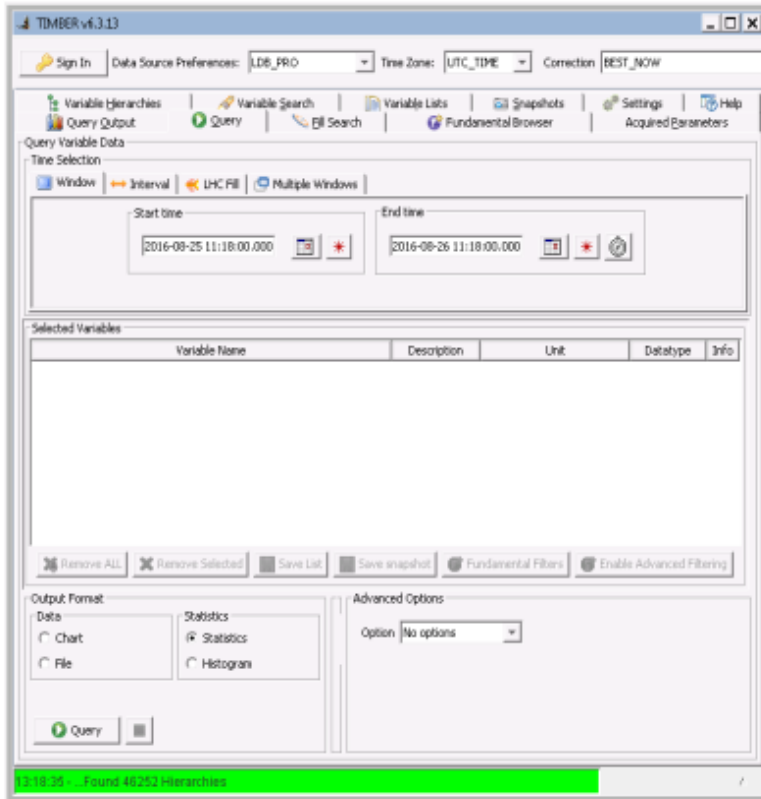 TIMBER v6.3.13
Sign In Data Source Preferences: LDB_PRO Time Zone: UTC_TIME Correction BEST_NOW
Variable Hierarchies Variable Search Variable Lists Snapshots Settings Help
Query Output Query Fill Search Fundamental Browser Acquired Parameters
Query Variable Data
Time Selection
Window Interval LHC Fill Multiple Windows
Start time End time
2016-08-25 11:18:00.000 2016-08-26 11:18:00.000
Selected Variables
Variable Name Description Unit Datatype Info
Remove ALL Remove Selected Save List Save snapshot Fundamental Filters Enable Advanced Filtering
Output Format Advanced Options
Data Statistics
Chart Statistics Option No options
File Histogram
Query
13:18:35 - ...Found 46252 Hierarchies